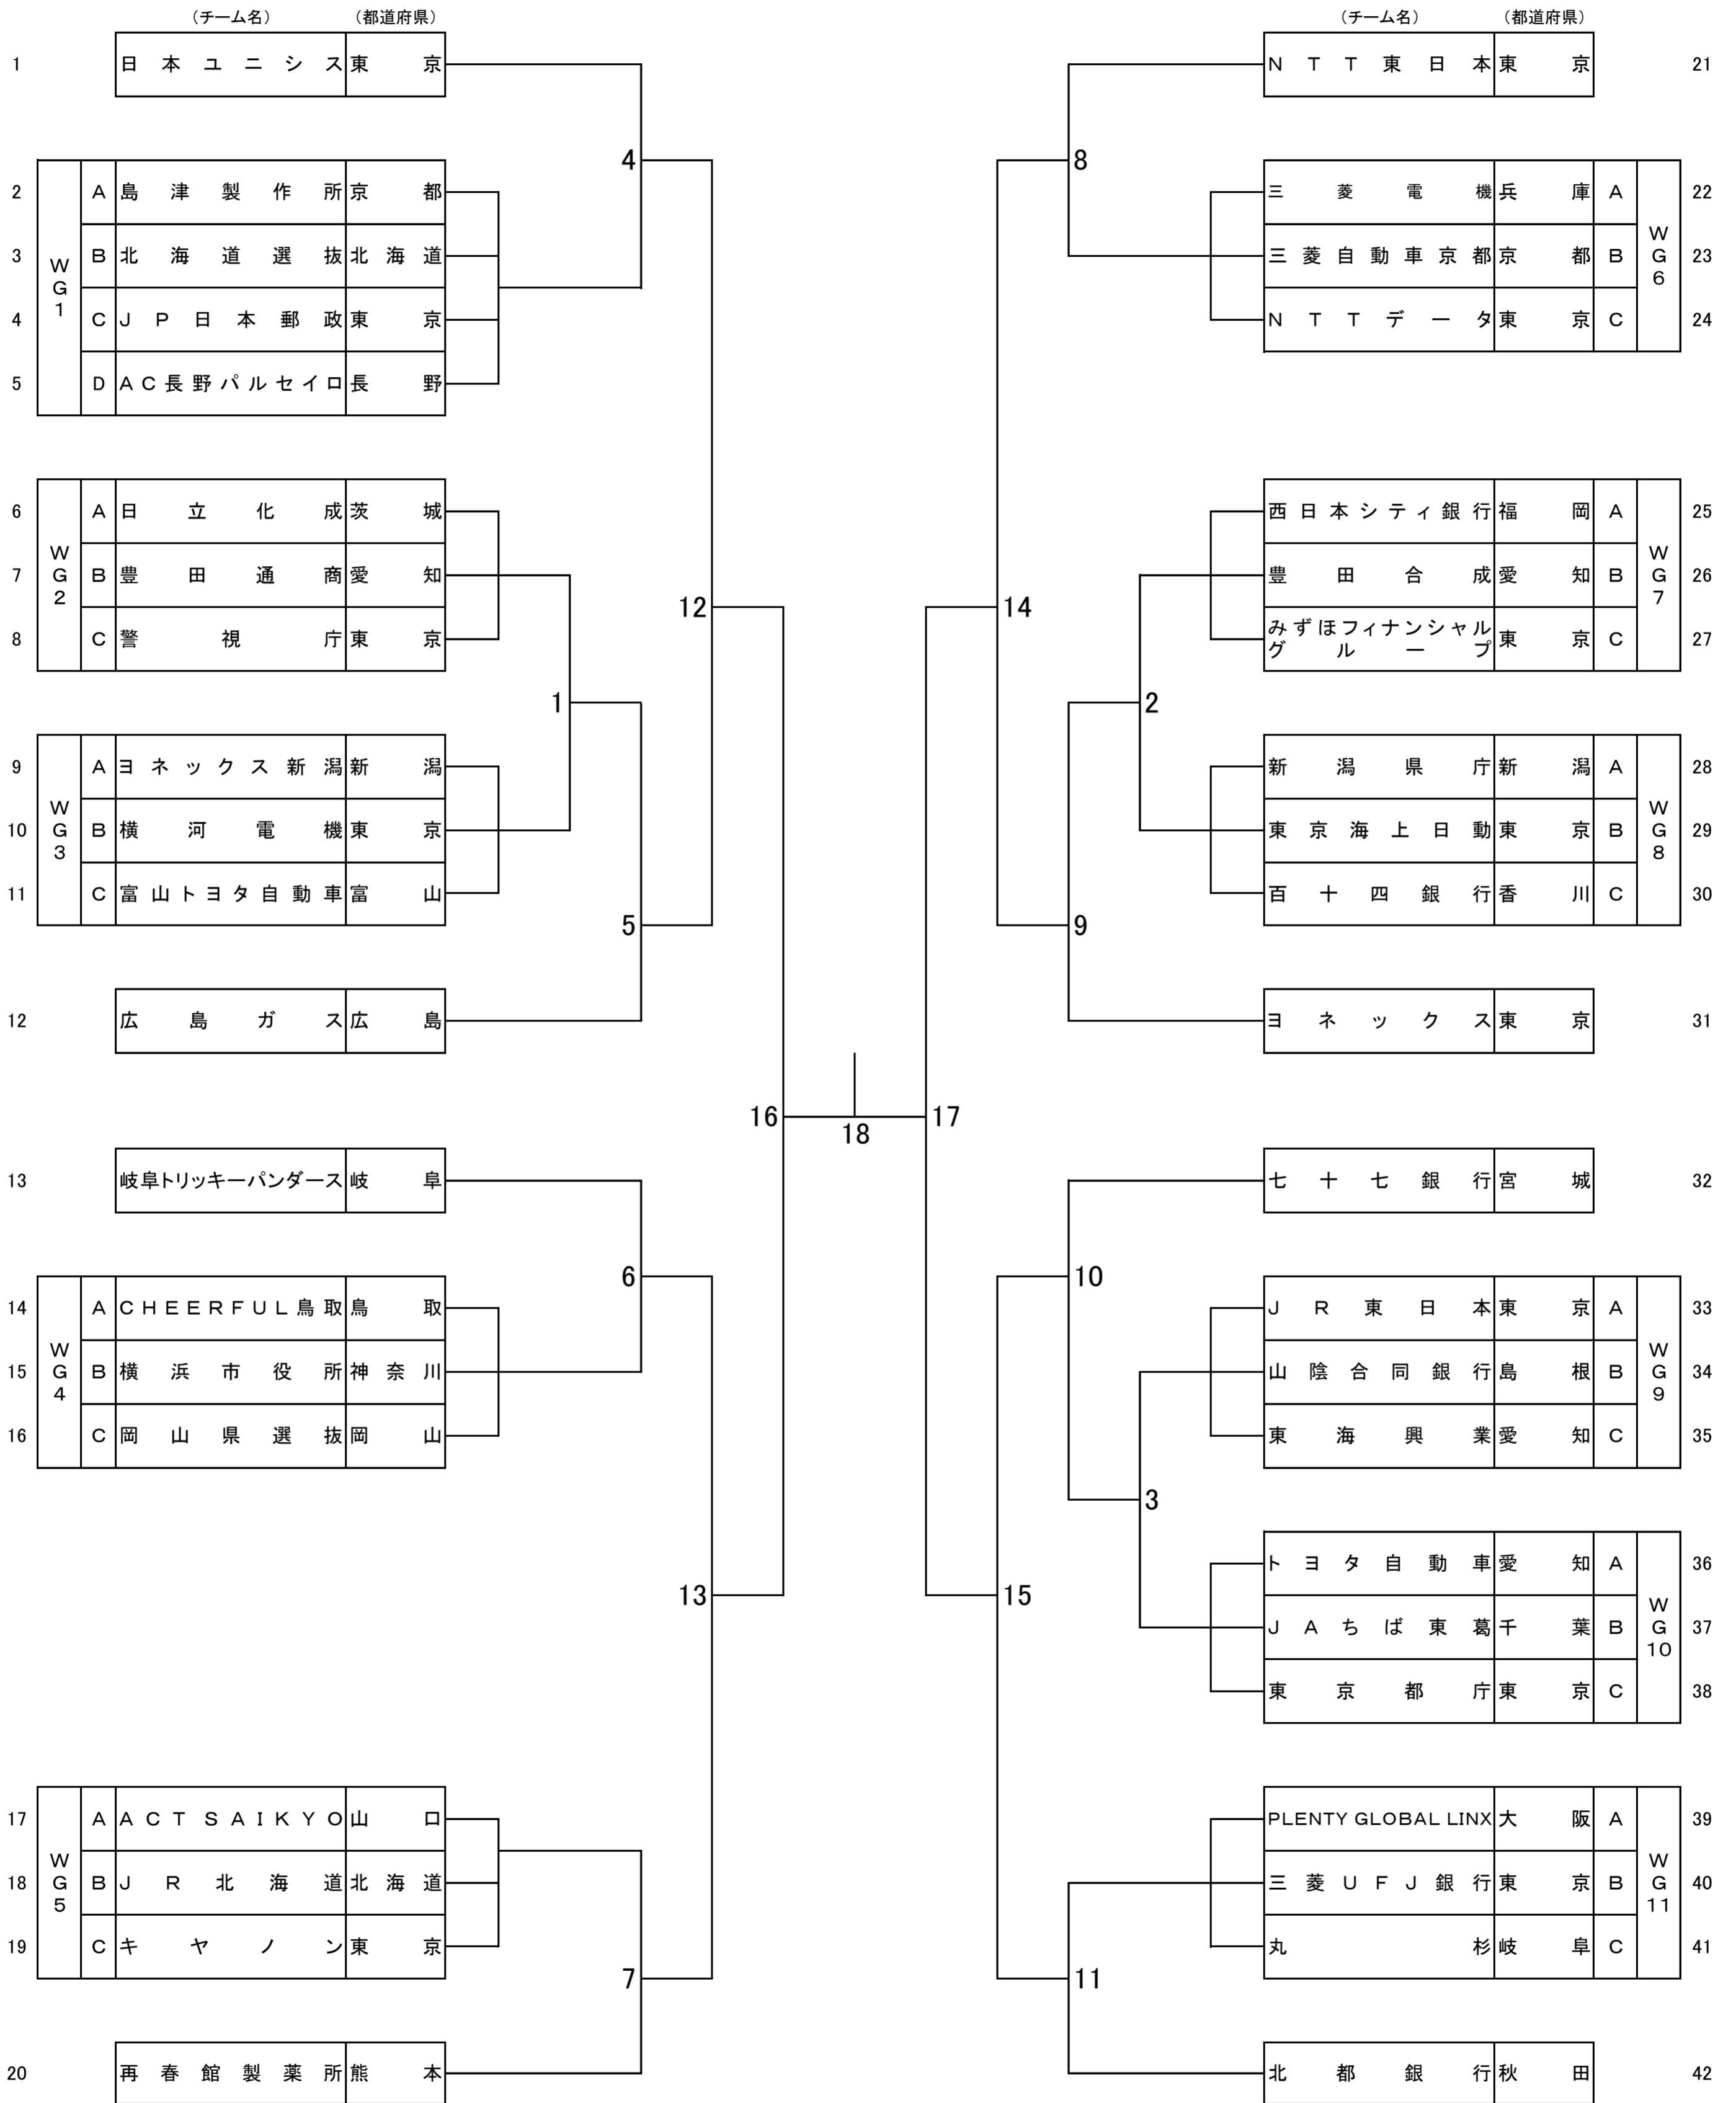 （チーム名） （都道府県）
1 日本ユニシス 東京
4
WG1
2 A 島津製作所 京都
3 B 北海道選抜 北海道
4 C JP日本郵政 東京
5 D AC長野パルセイロ 長野
WG2
6 A 日立化成 茨城
7 B 豊田通商 愛知
8 C 警視庁 東京
12
1
WG3
9 A ヨネックス新潟 新潟
10 B 横河電機 東京
11 C 富山トヨタ自動車 富山
5
12 広島ガス 広島
16
18
13 岐阜トリッキーパンダース 岐阜
6
WG4
14 A CHEERFUL鳥取 鳥取
15 B 横浜市役所 神奈川
16 C 岡山県選抜 岡山
13
WG5
17 A ACT SAIKYO 山口
18 B JR北海道 北海道
19 C キヤノン 東京
7
20 再春館製薬所 熊本
（チーム名） （都道府県）
NTT東日本 東京 21
8
三菱電機 兵庫 A 22
三菱自動車京都 京都 B 23
NTTデータ 東京 C 24
WG6
西日本シティ銀行 福岡 A 25
豊田合成 愛知 B 26
みずほフィナンシャル
グループ 東京 C 27
WG7
14
2
新潟県庁 新潟 A 28
東京海上日動 東京 B 29
百十四銀行 香川 C 30
WG8
9
ヨネックス 東京 31
17
七十七銀行 宮城 32
10
JR東日本 東京 A 33
山陰合同銀行 島根 B 34
東海興業 愛知 C 35
WG9
3
15
トヨタ自動車 愛知 A 36
JAちば東葛 千葉 B 37
東京都庁 東京 C 38
WG10
PLENTY GLOBAL LINX 大阪 A 39
三菱UFJ銀行 東京 B 40
丸杉 岐阜 C 41
WG11
11
北都銀行 秋田 42